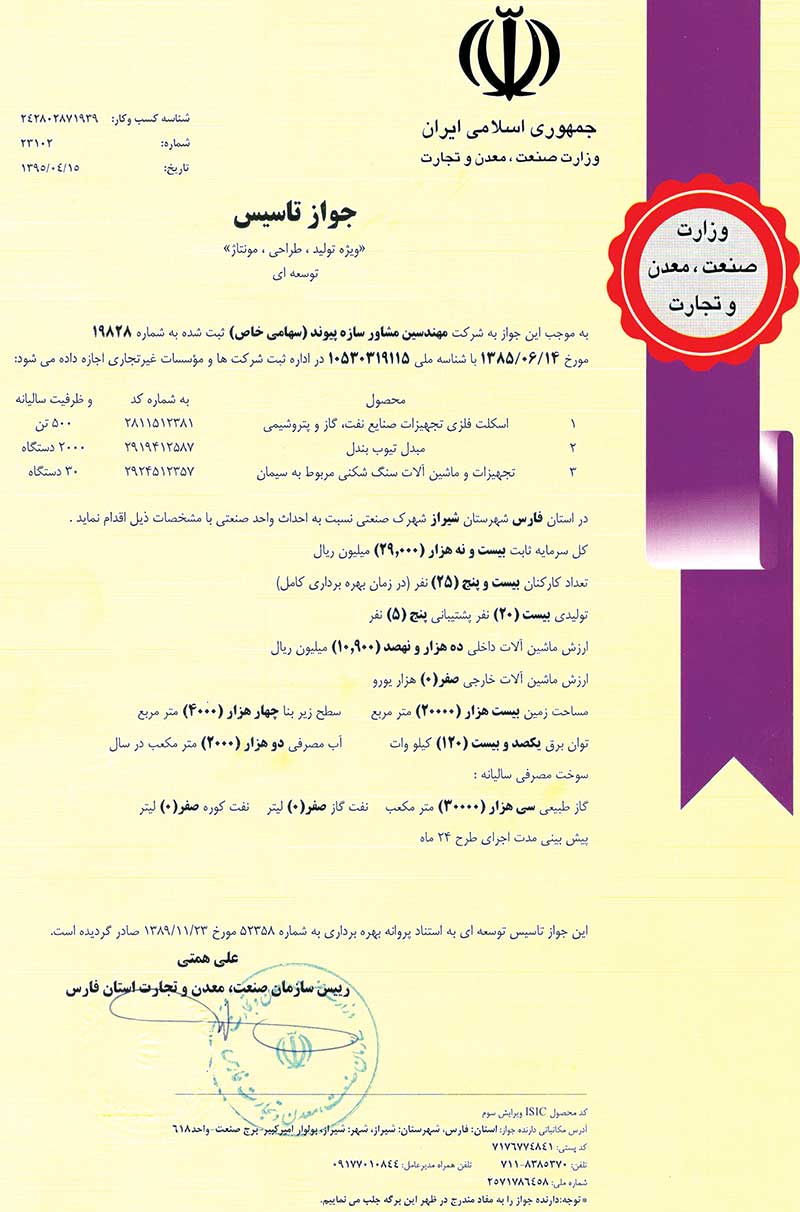 جمهوری اسلامی ایران
وزارت صنعت ، معدن و تجارت
شناسه کسب وکار: ۲۴۲۸۰۲۸۷۱۹۳۹
شماره: ۲۳۱۰۲
تاریخ: ۱۳۹۵/۰۴/۱۵
وزارت
صنعت ، معدن
و تجارت
جواز تاسیس
«ویژه تولید ، طراحی ، مونتاژ»
توسعه ای
به موجب این جواز به شرکت مهندسین مشاور سازه پیوند (سهامی خاص) ثبت شده به شماره ۱۹۸۲۸
مورخ ۱۳۸۵/۰۶/۱۴ با شناسه ملی ۱۰۵۳۰۳۱۹۱۱۵ در اداره ثبت شرکت ها و مؤسسات غیرتجاری اجازه داده می شود:
محصول به شماره کد و ظرفیت سالیانه
۱ اسکلت فلزی تجهیزات صنایع نفت، گاز و پتروشیمی ۲۸۱۱۵۱۲۳۸۱ ۵۰۰ تن
۲ مبدل تیوب بندل ۲۹۱۹۴۱۲۵۸۷ ۲۰۰۰ دستگاه
۳ تجهیزات و ماشین آلات سنگ شکنی مربوط به سیمان ۲۹۲۴۵۱۲۳۵۷ ۳۰ دستگاه
در استان فارس شهرستان شیراز شهرک صنعتی نسبت به احداث واحد صنعتی با مشخصات ذیل اقدام نماید .
کل سرمایه ثابت بیست و نه هزار (۲۹,۰۰۰) میلیون ریال
تعداد کارکنان بیست و پنج (۲۵) نفر (در زمان بهره برداری کامل)
تولیدی بیست (۲۰) نفر پشتیبانی پنج (۵) نفر
ارزش ماشین آلات داخلی ده هزار و نهصد (۱۰,۹۰۰) میلیون ریال
ارزش ماشین آلات خارجی صفر(۰) هزار یورو
مساحت زمین بیست هزار (۲۰۰۰۰) متر مربع سطح زیر بنا چهار هزار (۴۰۰۰) متر مربع
توان برق یکصد و بیست (۱۲۰) کیلو وات آب مصرفی دو هزار (۲۰۰۰) متر مکعب در سال
سوخت مصرفی سالیانه :
گاز طبیعی سی هزار (۳۰۰۰۰) متر مکعب نفت گاز صفر(۰) لیتر نفت کوره صفر(۰) لیتر
پیش بینی مدت اجرای طرح ۲۴ ماه
این جواز تاسیس توسعه ای به استناد پروانه بهره برداری به شماره ۵۲۳۵۸ مورخ ۱۳۸۹/۱۱/۲۳ صادر گردیده است.
علی همتی
رییس سازمان صنعت، معدن و تجارت استان فارس
کد محصول ISIC ویرایش سوم
آدرس مکاتباتی دارنده جواز: استان: فارس، شهرستان: شیراز، شهر: شیراز، بولوار امیرکبیر- برج صنعت -واحد۶۱۸
کد پستی: ۷۱۷۶۷۷۴۸۴۱
تلفن: ۸۳۸۵۳۷۰-۷۱۱ تلفن همراه مدیرعامل: ۰۹۱۷۷۰۱۰۸۴۴
شماره ملی: ۲۵۷۱۷۸۶۴۵۸
*توجه:دارنده جواز را به مفاد مندرج در ظهر این برگه جلب می نماییم.